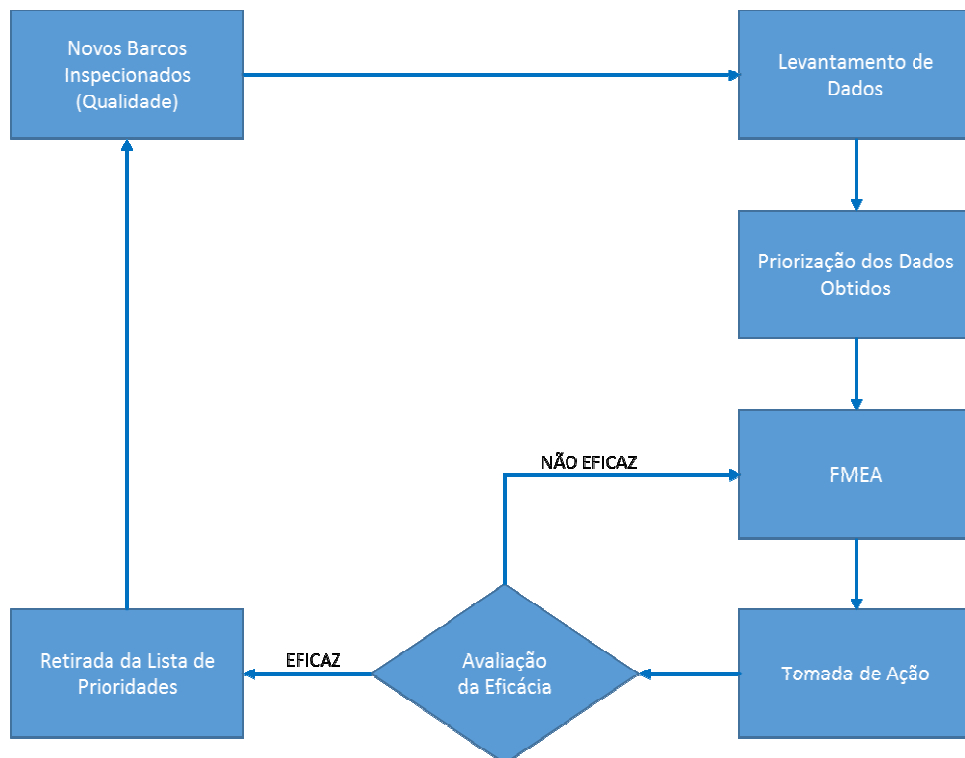 Novos Barcos
Inspecionados
(Qualidade)
Levantamento de
Dados
Priorização dos Dados
Obtidos
NÃO EFICAZ
FMEA
Retirada da Lista de
Prioridades
EFICAZ
Avaliação
da Eficácia
Tomada de Ação